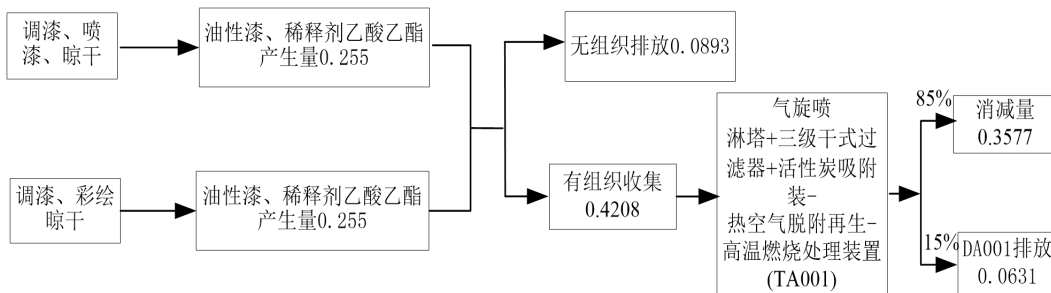 调漆、喷
漆、晾干
油性漆、稀释剂乙酸乙酯
产生量0.255
无组织排放0.0893
调漆、彩绘
晾干
油性漆、稀释剂乙酸乙酯
产生量0.255
有组织收集
0.4208
气旋喷
淋塔+三级干式过
滤器+活性炭吸附
装-
热空气脱附再生-
高温燃烧处理装置
(TA001)
85%
消减量
0.3577
15%
DA001排放
0.0631